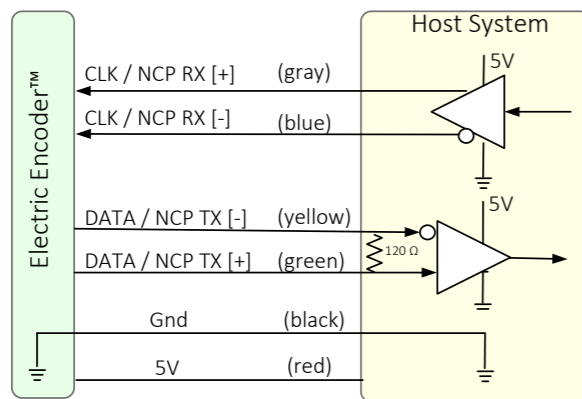 Host System
Electric Encoder™
5V
CLK / NCP RX [+] (gray)
CLK / NCP RX [-] (blue)
5V
DATA / NCP TX [-] (yellow)
120 Ω
DATA / NCP TX [+] (green)
Gnd (black)
5V (red)